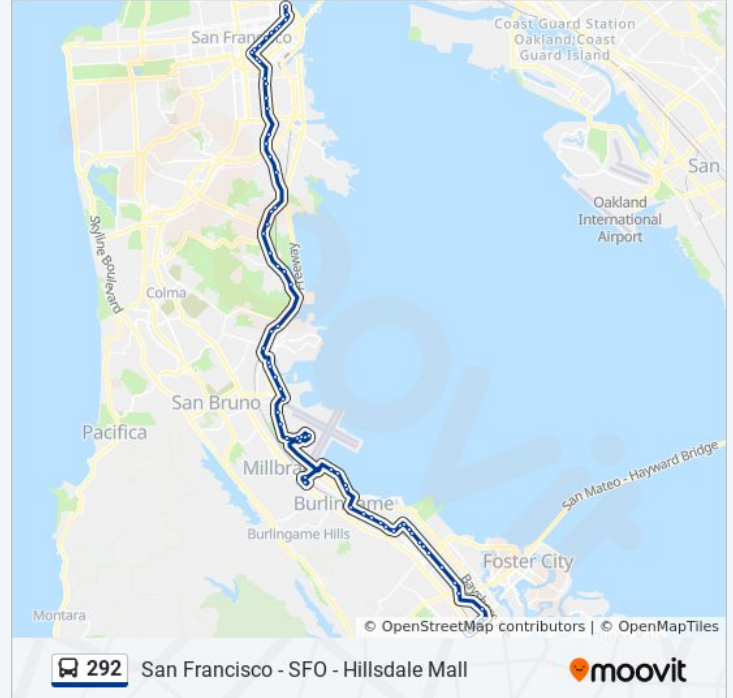 Coast Guard Station
Oakland;Coast
Guard Island
San Francisco
San
Oakland
International
Airport
Skyline Boulevard
Freeway
Colma
San Bruno
Pacifica
Millbra
Burlingame
San Mateo - Hayward Bridge
Burlingame Hills
Foster City
Baysh
Montara
© OpenStreetMap contributors | © OpenMapTiles
292 San Francisco - SFO - Hillsdale Mall
moovit